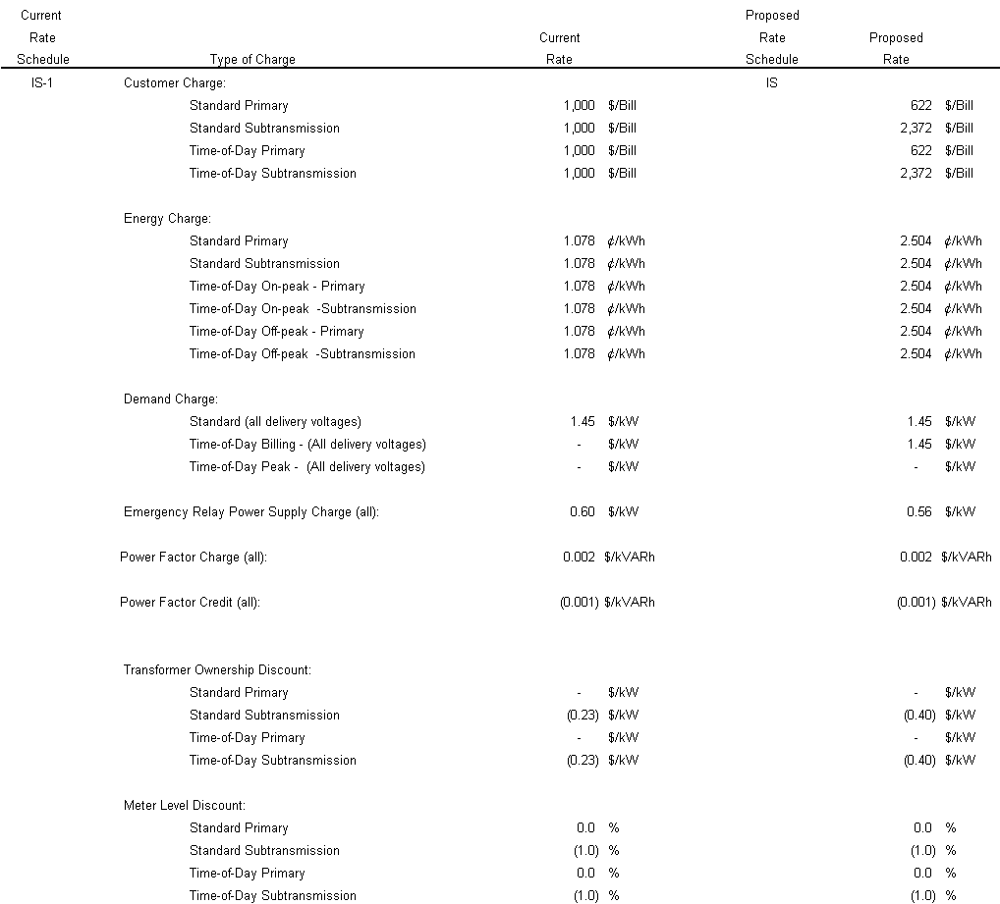 Current Proposed
Rate Current Rate Proposed
Schedule Type of Charge Rate Schedule Rate
IS-1 Customer Charge: IS
Standard Primary 1,000 $/Bill 622 $/Bill
Standard Subtransmission 1,000 $/Bill 2,372 $/Bill
Time-of-Day Primary 1,000 $/Bill 622 $/Bill
Time-of-Day Subtransmission 1,000 $/Bill 2,372 $/Bill
Energy Charge:
Standard Primary 1.078 ¢/kWh 2.504 ¢/kWh
Standard Subtransmission 1.078 ¢/kWh 2.504 ¢/kWh
Time-of-Day On-peak - Primary 1.078 ¢/kWh 2.504 ¢/kWh
Time-of-Day On-peak -Subtransmission 1.078 ¢/kWh 2.504 ¢/kWh
Time-of-Day Off-peak - Primary 1.078 ¢/kWh 2.504 ¢/kWh
Time-of-Day Off-peak -Subtransmission 1.078 ¢/kWh 2.504 ¢/kWh
Demand Charge:
Standard (all delivery voltages) 1.45 $/kW 1.45 $/kW
Time-of-Day Billing - (All delivery voltages) - $/kW 1.45 $/kW
Time-of-Day Peak - (All delivery voltages) - $/kW - $/kW
Emergency Relay Power Supply Charge (all): 0.60 $/kW 0.56 $/kW
Power Factor Charge (all): 0.002 $/kVARh 0.002 $/kVARh
Power Factor Credit (all): (0.001) $/kVARh (0.001) $/kVARh
Transformer Ownership Discount:
Standard Primary - $/kW - $/kW
Standard Subtransmission (0.23) $/kW (0.40) $/kW
Time-of-Day Primary - $/kW - $/kW
Time-of-Day Subtransmission (0.23) $/kW (0.40) $/kW
Meter Level Discount:
Standard Primary 0.0 % 0.0 %
Standard Subtransmission (1.0) % (1.0) %
Time-of-Day Primary 0.0 % 0.0 %
Time-of-Day Subtransmission (1.0) % (1.0) %